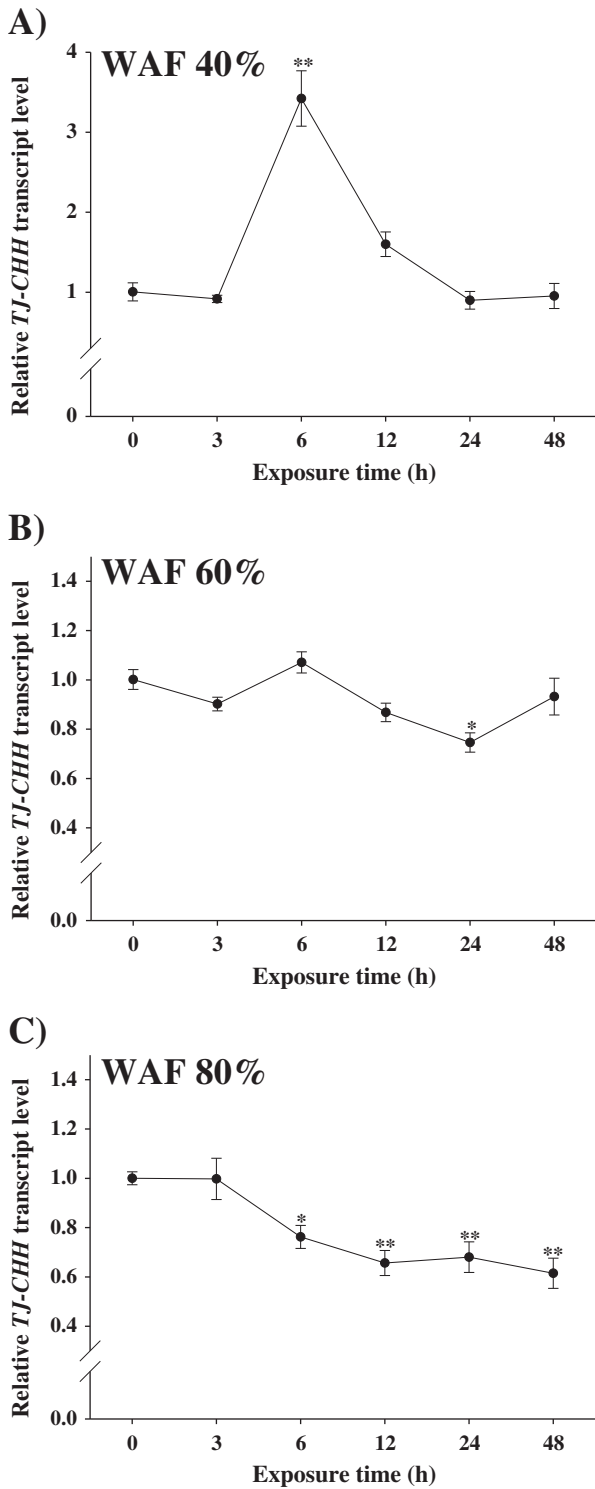 A)
WAF 40%
Relative TJ-CHH transcript level
4
3
2
1
0
**
0 3 6 12 24 48
Exposure time (h)
B)
WAF 60%
Relative TJ-CHH transcript level
1.4
1.2
1.0
0.8
0.6
0.4
0.0
*
0 3 6 12 24 48
Exposure time (h)
C)
WAF 80%
Relative TJ-CHH transcript level
1.4
1.2
1.0
0.8
0.6
0.4
0.0
* ** ** **
0 3 6 12 24 48
Exposure time (h)